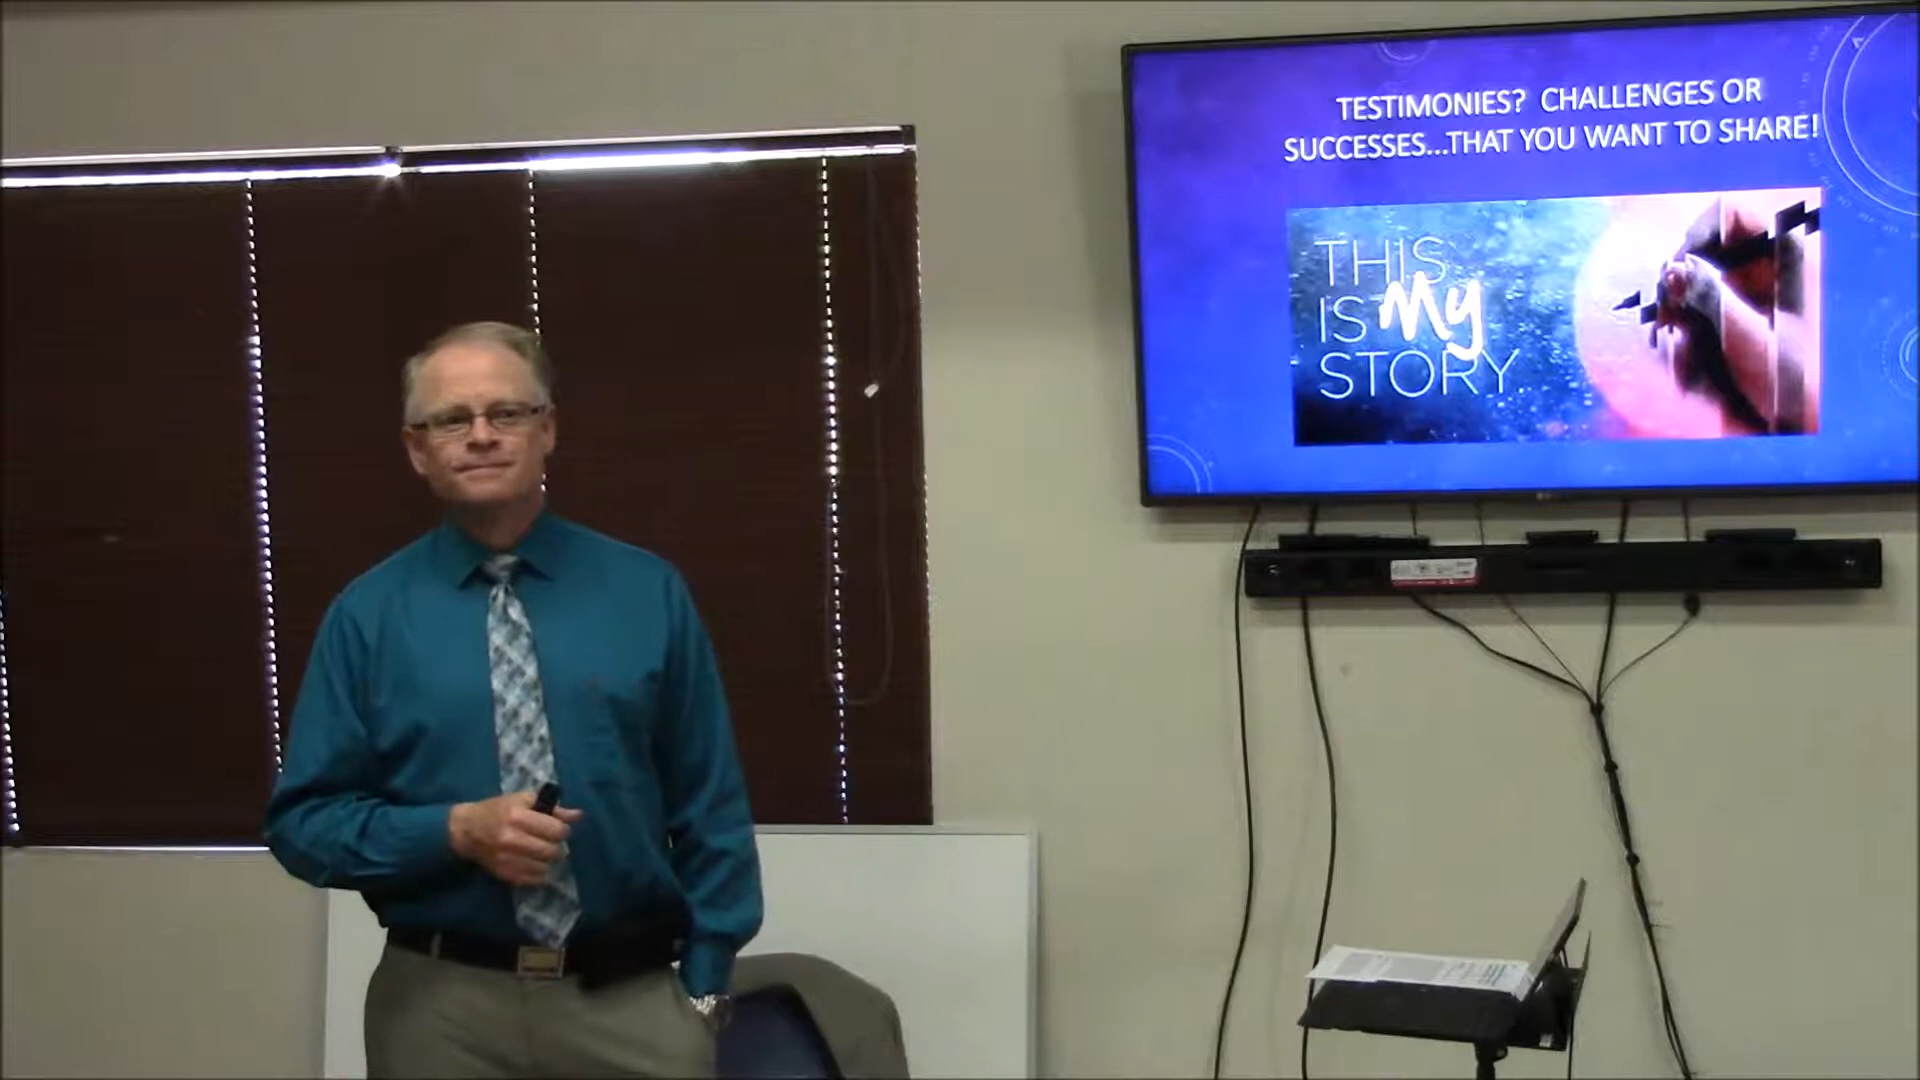 TESTIMONIES? CHALLENGES OR
SUCCESSES...THAT YOU WANT TO SHARE!
THIS
IS My
STORY